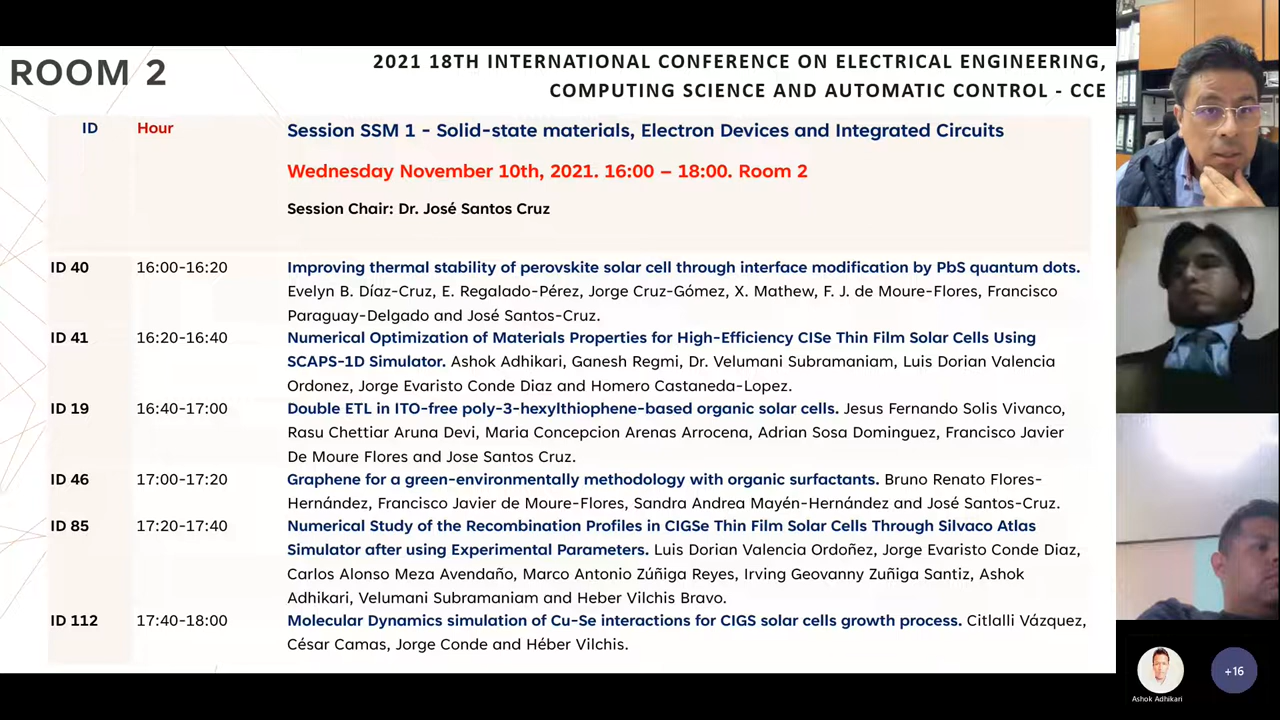 ROOM 2
2021 18TH INTERNATIONAL CONFERENCE ON ELECTRICAL ENGINEERING,
COMPUTING SCIENCE AND AUTOMATIC CONTROL - CCE
ID Hour Session SSM 1 - Solid-state materials, Electron Devices and Integrated Circuits
Wednesday November 10th, 2021. 16:00 – 18:00. Room 2
Session Chair: Dr. José Santos Cruz
ID 40 16:00-16:20 Improving thermal stability of perovskite solar cell through interface modification by PbS quantum dots.
Evelyn B. Díaz-Cruz, E. Regalado-Pérez, Jorge Cruz-Gómez, X. Mathew, F. J. de Moure-Flores, Francisco
Paraguay-Delgado and José Santos-Cruz.
ID 41 16:20-16:40 Numerical Optimization of Materials Properties for High-Efficiency CISe Thin Film Solar Cells Using
SCAPS-1D Simulator. Ashok Adhikari, Ganesh Regmi, Dr. Velumani Subramaniam, Luis Dorian Valencia
Ordonez, Jorge Evaristo Conde Diaz and Homero Castaneda-Lopez.
ID 19 16:40-17:00 Double ETL in ITO-free poly-3-hexylthiophene-based organic solar cells. Jesus Fernando Solis Vivanco,
Rasu Chettiar Aruna Devi, Maria Concepcion Arenas Arrocena, Adrian Sosa Dominguez, Francisco Javier
De Moure Flores and Jose Santos Cruz.
ID 46 17:00-17:20 Graphene for a green-environmentally methodology with organic surfactants. Bruno Renato Flores-
Hernández, Francisco Javier de Moure-Flores, Sandra Andrea Mayén-Hernández and José Santos-Cruz.
ID 85 17:20-17:40 Numerical Study of the Recombination Profiles in CIGSe Thin Film Solar Cells Through Silvaco Atlas
Simulator after using Experimental Parameters. Luis Dorian Valencia Ordoñez, Jorge Evaristo Conde Diaz,
Carlos Alonso Meza Avendaño, Marco Antonio Zúñiga Reyes, Irving Geovanny Zuñiga Santiz, Ashok
Adhikari, Velumani Subramaniam and Heber Vilchis Bravo.
ID 112 17:40-18:00 Molecular Dynamics simulation of Cu-Se interactions for CIGS solar cells growth process. Citlalli Vázquez,
César Camas, Jorge Conde and Héber Vilchis.
+16
Ashok Adhikari